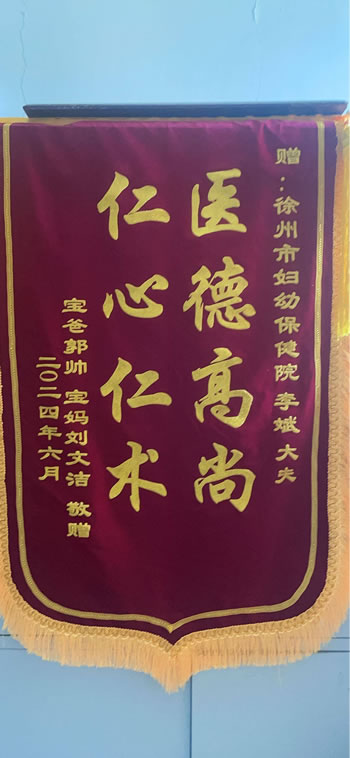 赠：徐州市妇幼保健院 李斌 大夫
医德高尚
仁心仁术
宝爸郭帅 宝妈刘文洁 敬赠
二〇二四年六月